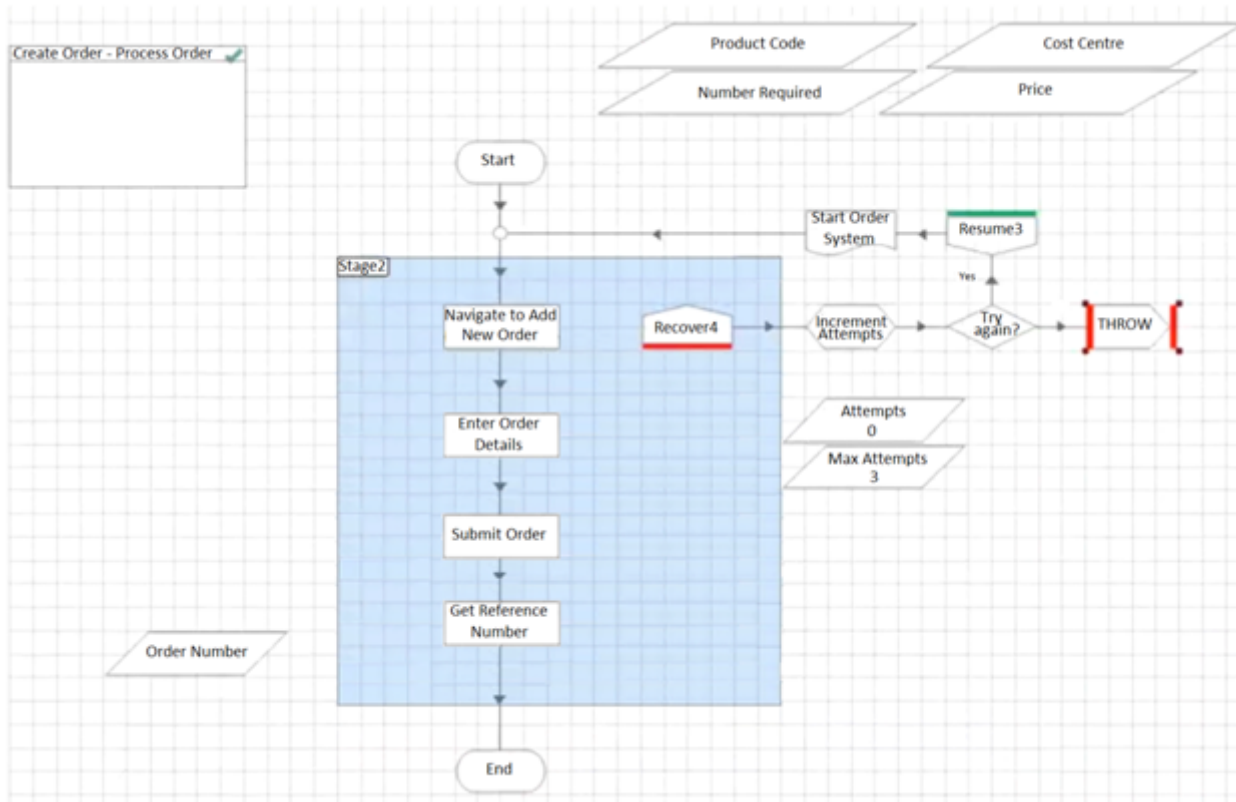 Create Order - Process Order
Product Code
Cost Centre
Number Required
Price
Start
Start Order
System
Resume3
Stage2
Yes
Navigate to Add
New Order
Recover4
Increment
Attempts
Try
again?
THROW
Enter Order
Details
Attempts
0
Max Attempts
3
Submit Order
Get Reference
Number
Order Number
End